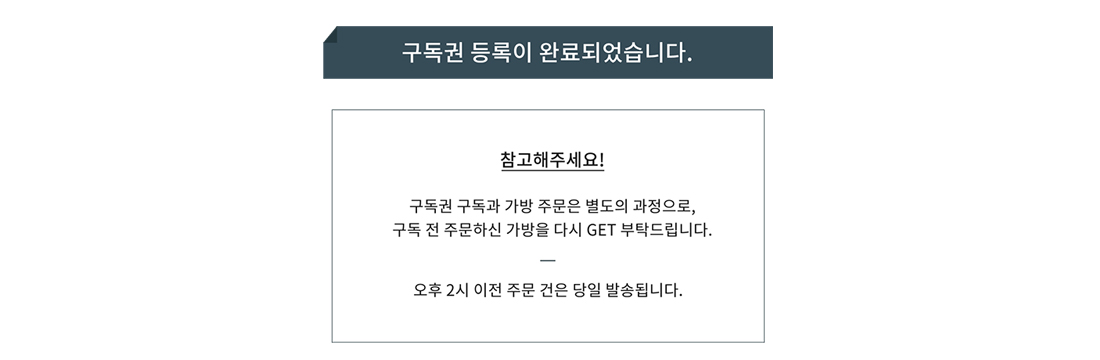 구독권 등록이 완료되었습니다.
참고해주세요!
구독권 구독과 가방 주문은 별도의 과정으로,
구독 전 주문하신 가방을 다시 GET 부탁드립니다.
—
오후 2시 이전 주문 건은 당일 발송됩니다.